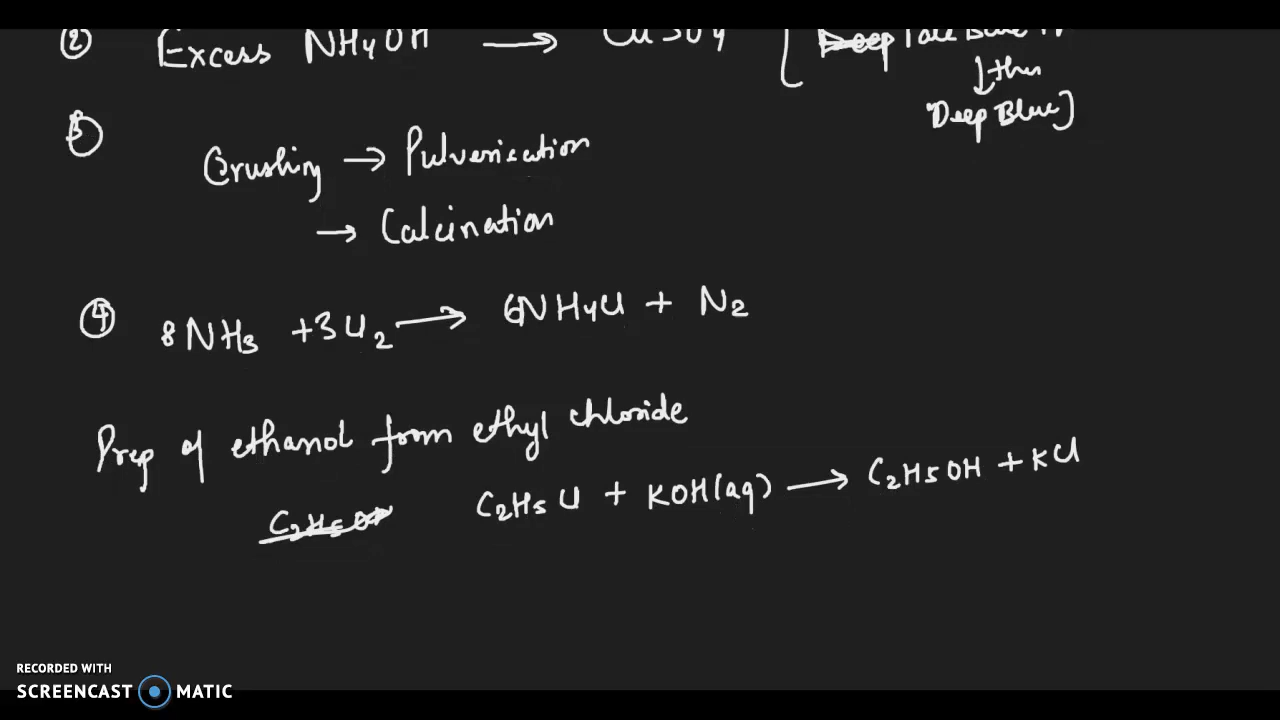 ② Excess NH4OH → CuSO4 [ Pale Blue
↓ then
Deep Blue]
③
Crushing → Pulverisation
→ Calcination
④ 8NH3 + 3Cl2 → 6NH4Cl + N2
Prep of ethanol from ethyl chloride
C2H5Cl + KOH(aq) → C2H5OH + KCl
RECORDED WITH
SCREENCAST MATIC